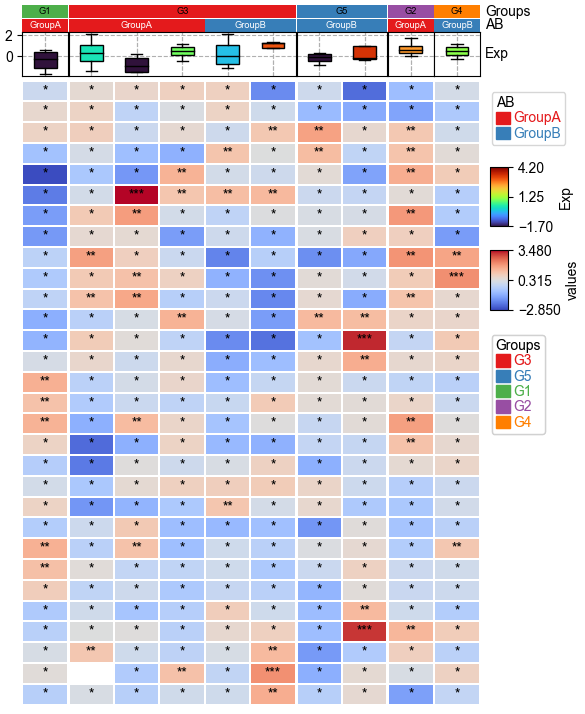 G1 G3 G5 G2 G4 Groups
GroupA GroupA GroupB GroupB GroupA GroupB AB
2
0
Exp
* * * * * * * * * *
* * * * * * * * * *
* * * * * ** ** * ** *
* * * * ** * ** * ** *
* * * ** * * * * ** *
* * *** ** ** ** * * * *
* * ** * * * * * ** *
* * * * * * * * * *
* ** * * * * * * ** **
* * ** * * * * * * ***
* ** ** * * * * * ** *
* * * ** * * ** ** * *
* * * * * * * *** * *
* * * * * * * ** * *
** * * * * * * * * *
** * * * * * * * * *
** * ** * * * * * ** *
* * * * * * * * ** *
* * * * * * * * * *
* * * * * * * * * *
* * * * ** * * * * *
* * * * * * * * * *
** * ** * * * * * * **
** * * * * * * * * *
* * * * * * * * * *
* * * * * * * ** * *
* * * * * * * *** ** *
* ** * * * ** ** * * *
* * ** * *** * * * *
* * * * * ** * * * *
AB
GroupA
GroupB
4.20
1.25
−1.70
Exp
3.480
0.315
−2.850
values
Groups
G3
G5
G1
G2
G4